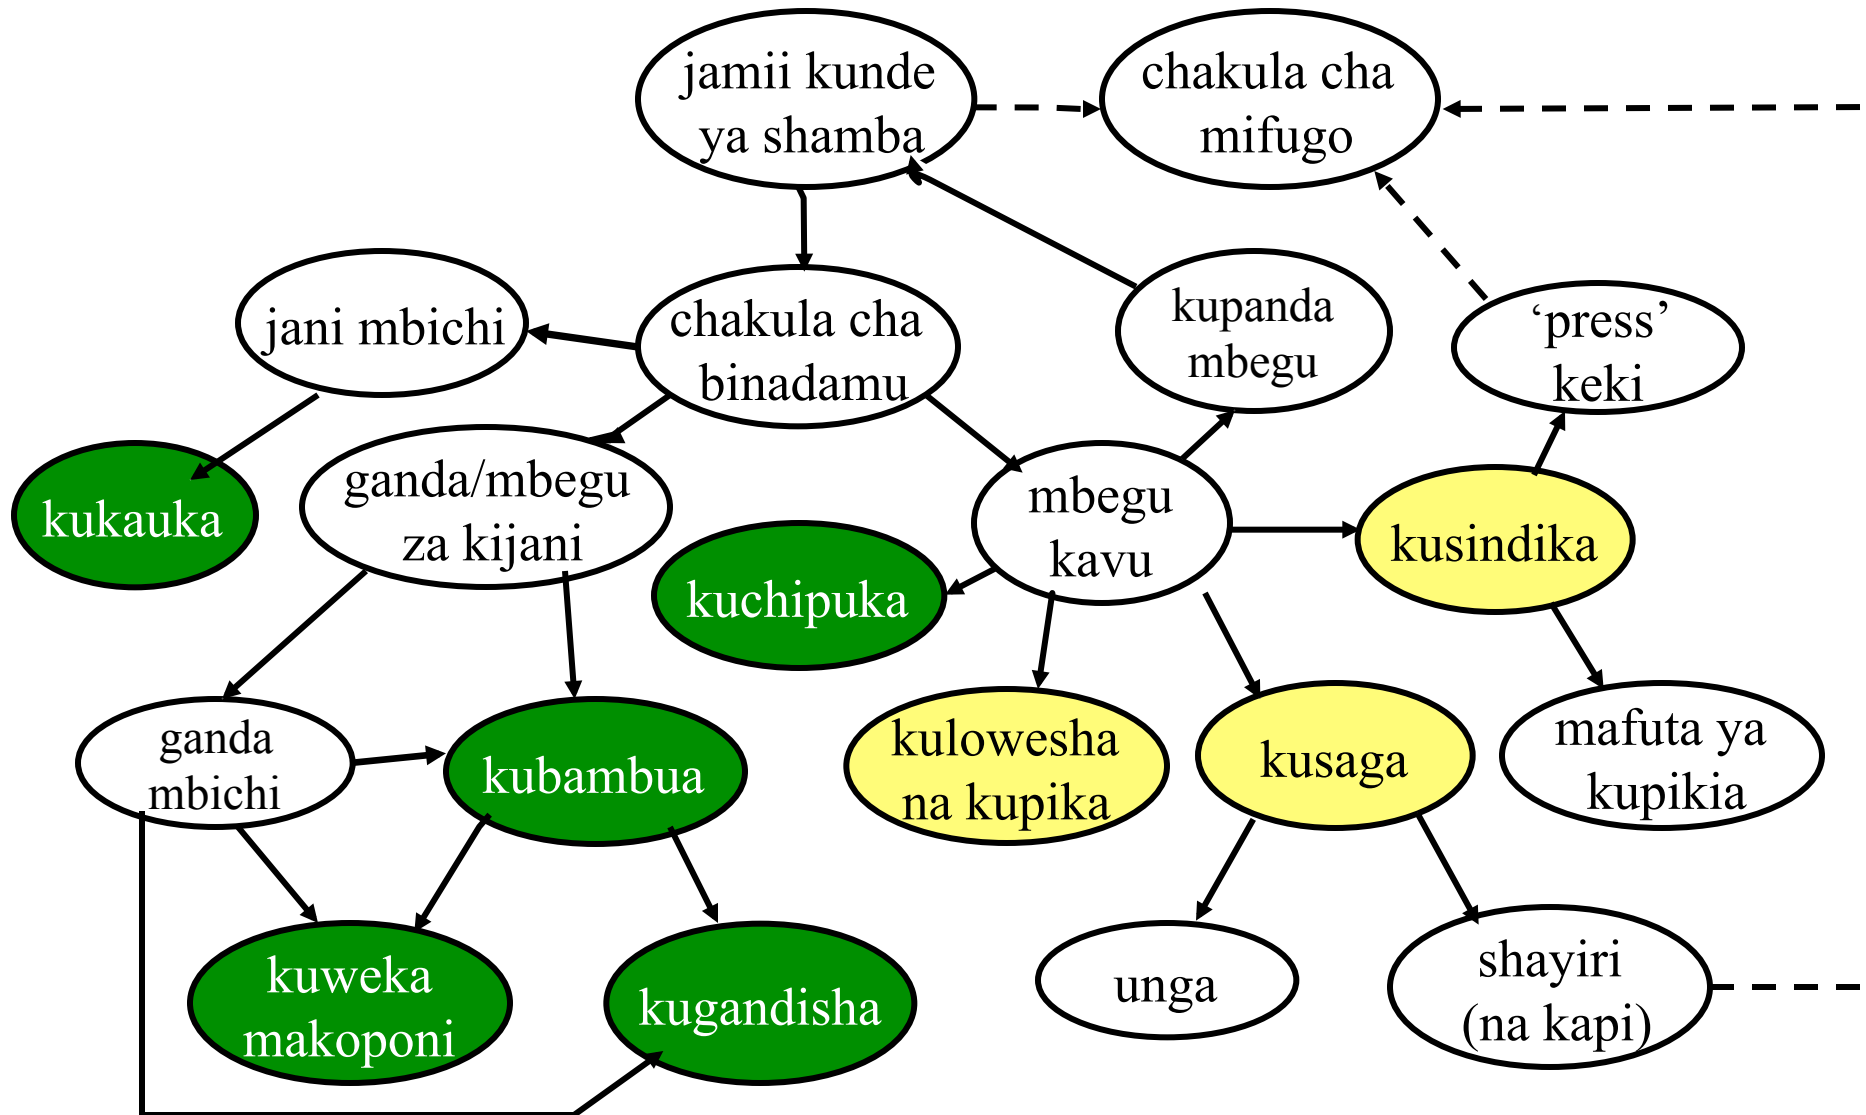 jamii kunde
ya shamba
chakula cha
mifugo
jani mbichi
chakula cha
binadamu
kupanda
mbegu
‘press’
keki
kukauka
ganda/mbegu
za kijani
mbegu
kavu
kusindika
kuchipuka
ganda
mbichi
kubambua
kulowesha
na kupika
kusaga
mafuta ya
kupikia
kuweka
makoponi
kugandisha
unga
shayiri
(na kapi)